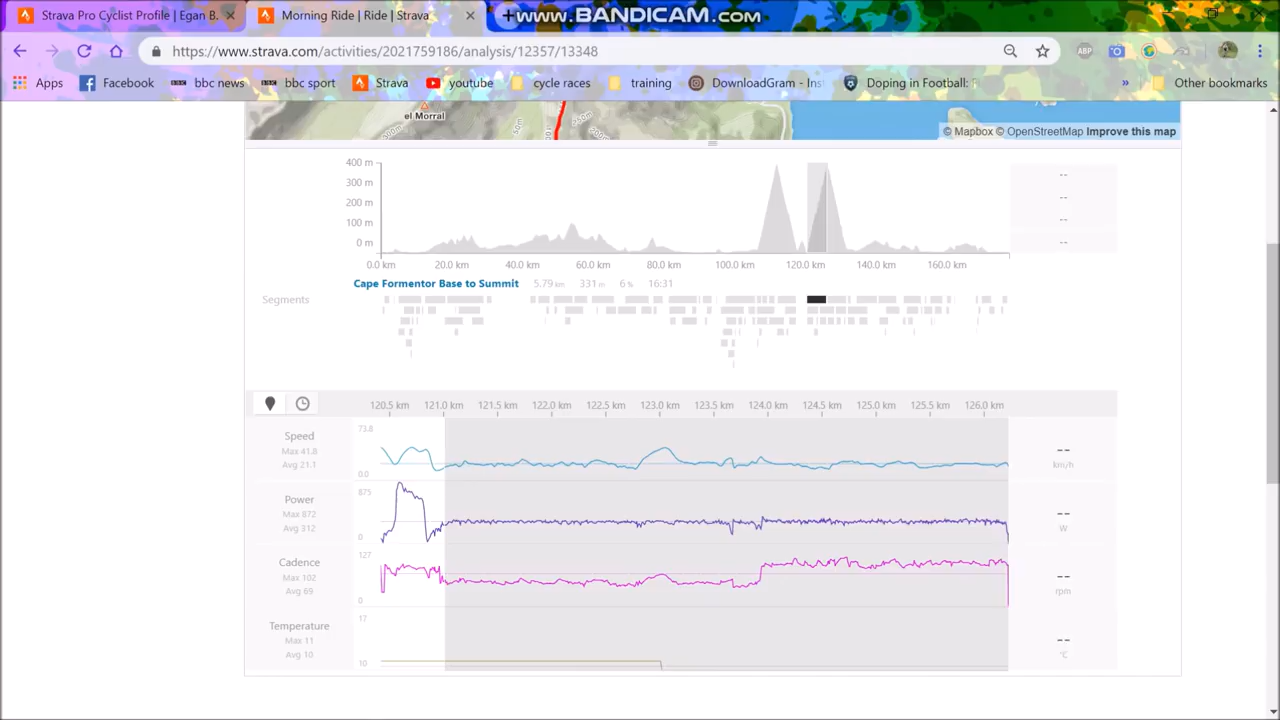 Strava Pro Cyclist Profile | Egan B.
Morning Ride | Ride | Strava
www.BANDICAM.com
https://www.strava.com/activities/2021759186/analysis/12357/13348
ABP
Apps
Facebook
BBC NEWS bbc news
BBC NEWS bbc sport
Strava
youtube
cycle races
training
DownloadGram - Ins
Doping in Football:
»
Other bookmarks
el Morral
© Mapbox © OpenStreetMap Improve this map
400 m
300 m
200 m
100 m
0 m
0.0 km 20.0 km 40.0 km 60.0 km 80.0 km 100.0 km 120.0 km 140.0 km 160.0 km
--
--
--
--
Cape Formentor Base to Summit 5.79 km 331 m 6 % 16:31
Segments
120.5 km 121.0 km 121.5 km 122.0 km 122.5 km 123.0 km 123.5 km 124.0 km 124.5 km 125.0 km 125.5 km 126.0 km
Speed
Max 41.8
Avg 21.1
73.8
0.0
--
km/h
Power
Max 872
Avg 312
875
0
--
W
Cadence
Max 102
Avg 69
127
0
--
rpm
Temperature
Max 11
Avg 10
17
10
--
°C